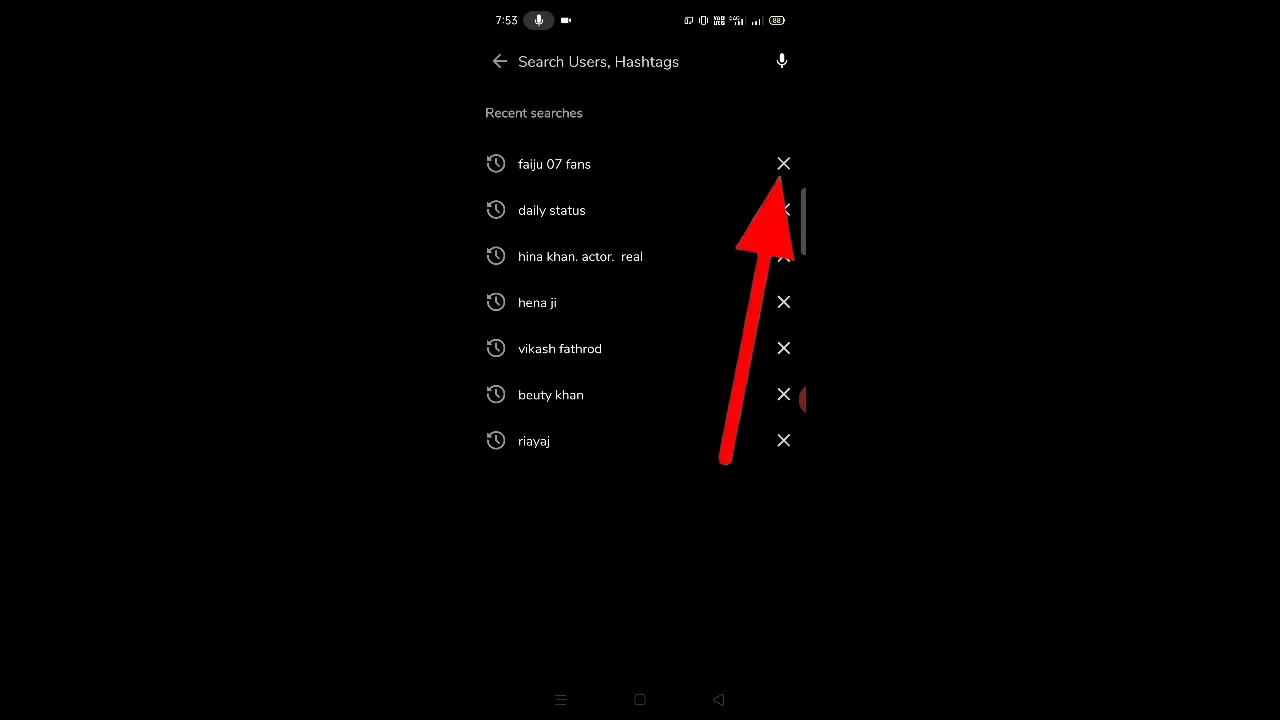 7:53
88
Search Users, Hashtags
Recent searches
faiju 07 fans
daily status
hina khan. actor.  real
hena ji
vikash fathrod
beuty khan
riayaj